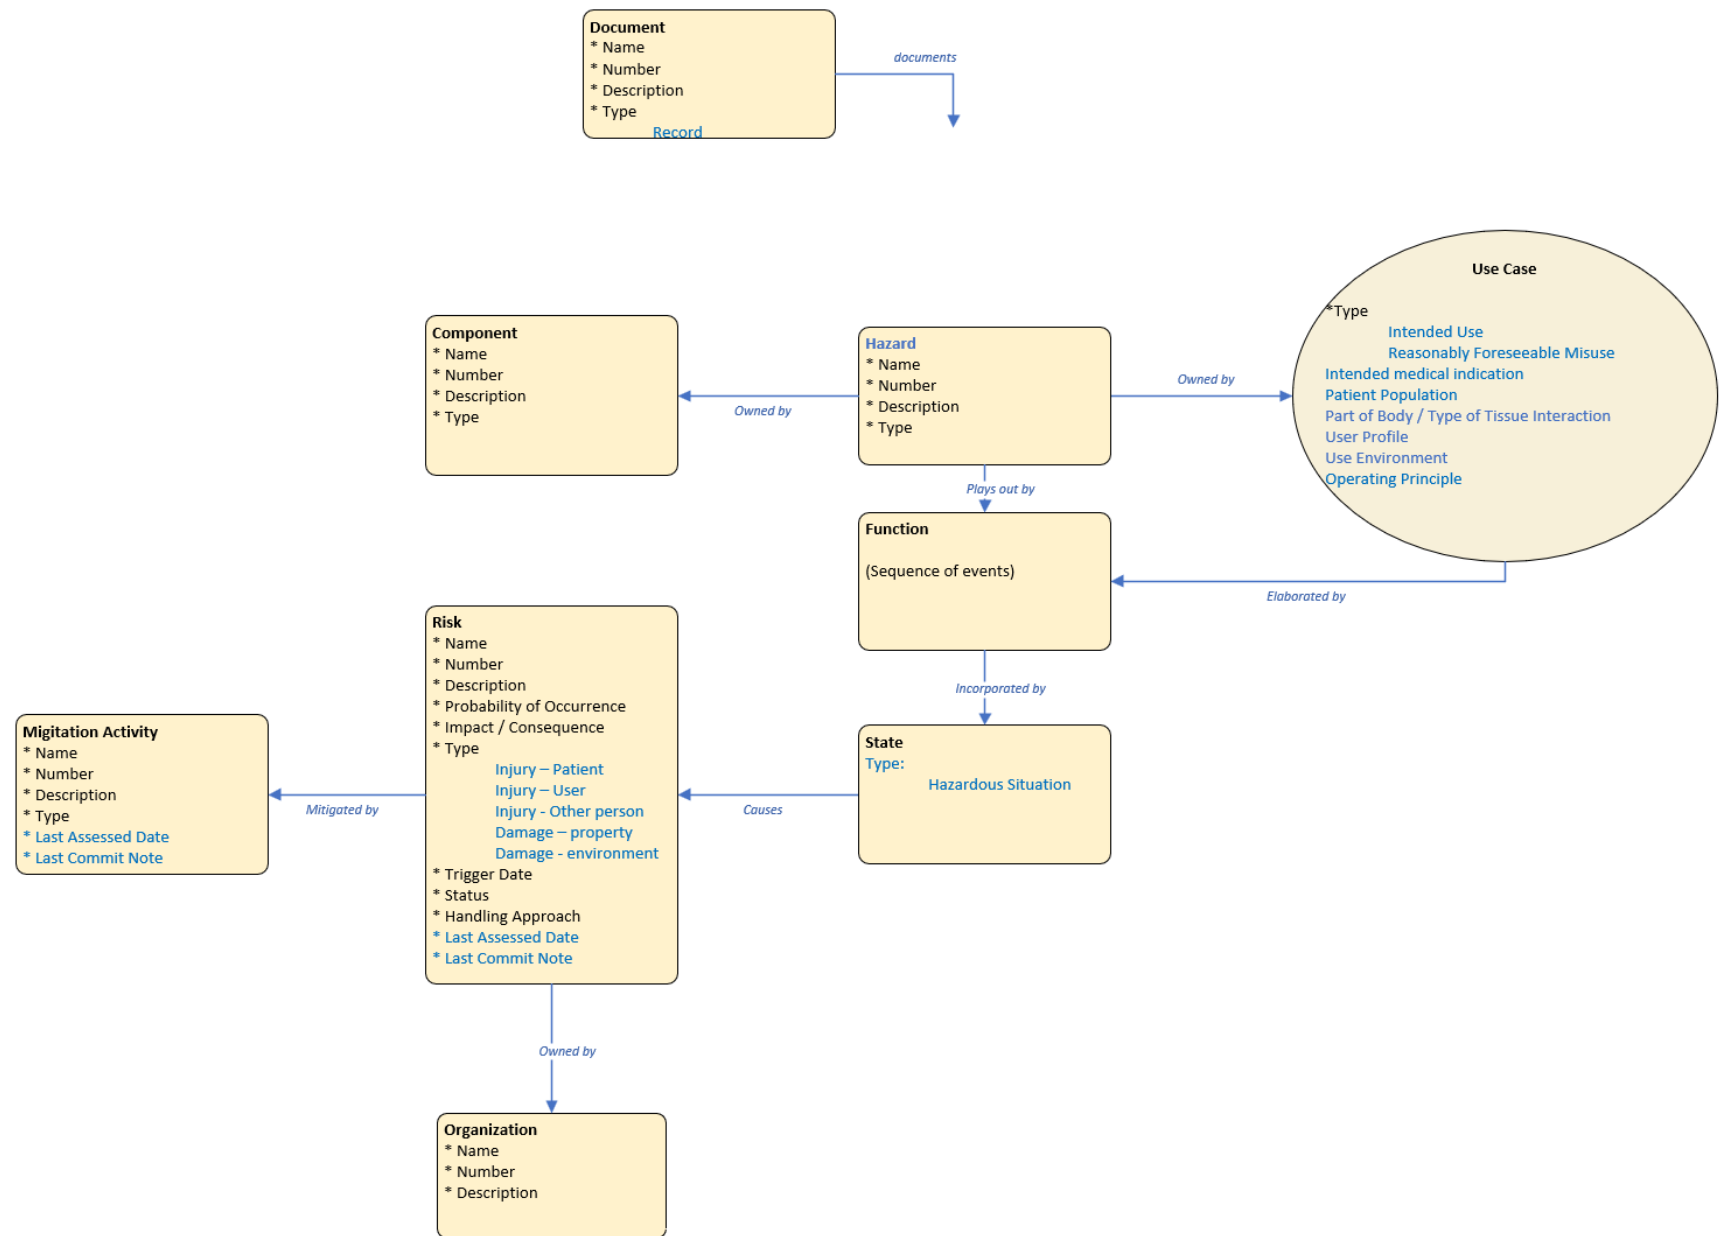 Document
* Name
* Number
* Description
* Type
Record
documents
Use Case
*Type
Intended Use
Reasonably Foreseeable Misuse
Intended medical indication
Patient Population
Part of Body / Type of Tissue Interaction
User Profile
Use Environment
Operating Principle
Component
* Name
* Number
* Description
* Type
Owned by
Hazard
* Name
* Number
* Description
* Type
Owned by
Plays out by
Function
(Sequence of events)
Elaborated by
Incorporated by
State
Type:
Hazardous Situation
Causes
Risk
* Name
* Number
* Description
* Probability of Occurrence
* Impact / Consequence
* Type
Injury – Patient
Injury – User
Injury - Other person
Damage – property
Damage - environment
* Trigger Date
* Status
* Handling Approach
* Last Assessed Date
* Last Commit Note
Mitigated by
Migitation Activity
* Name
* Number
* Description
* Type
* Last Assessed Date
* Last Commit Note
Owned by
Organization
* Name
* Number
* Description